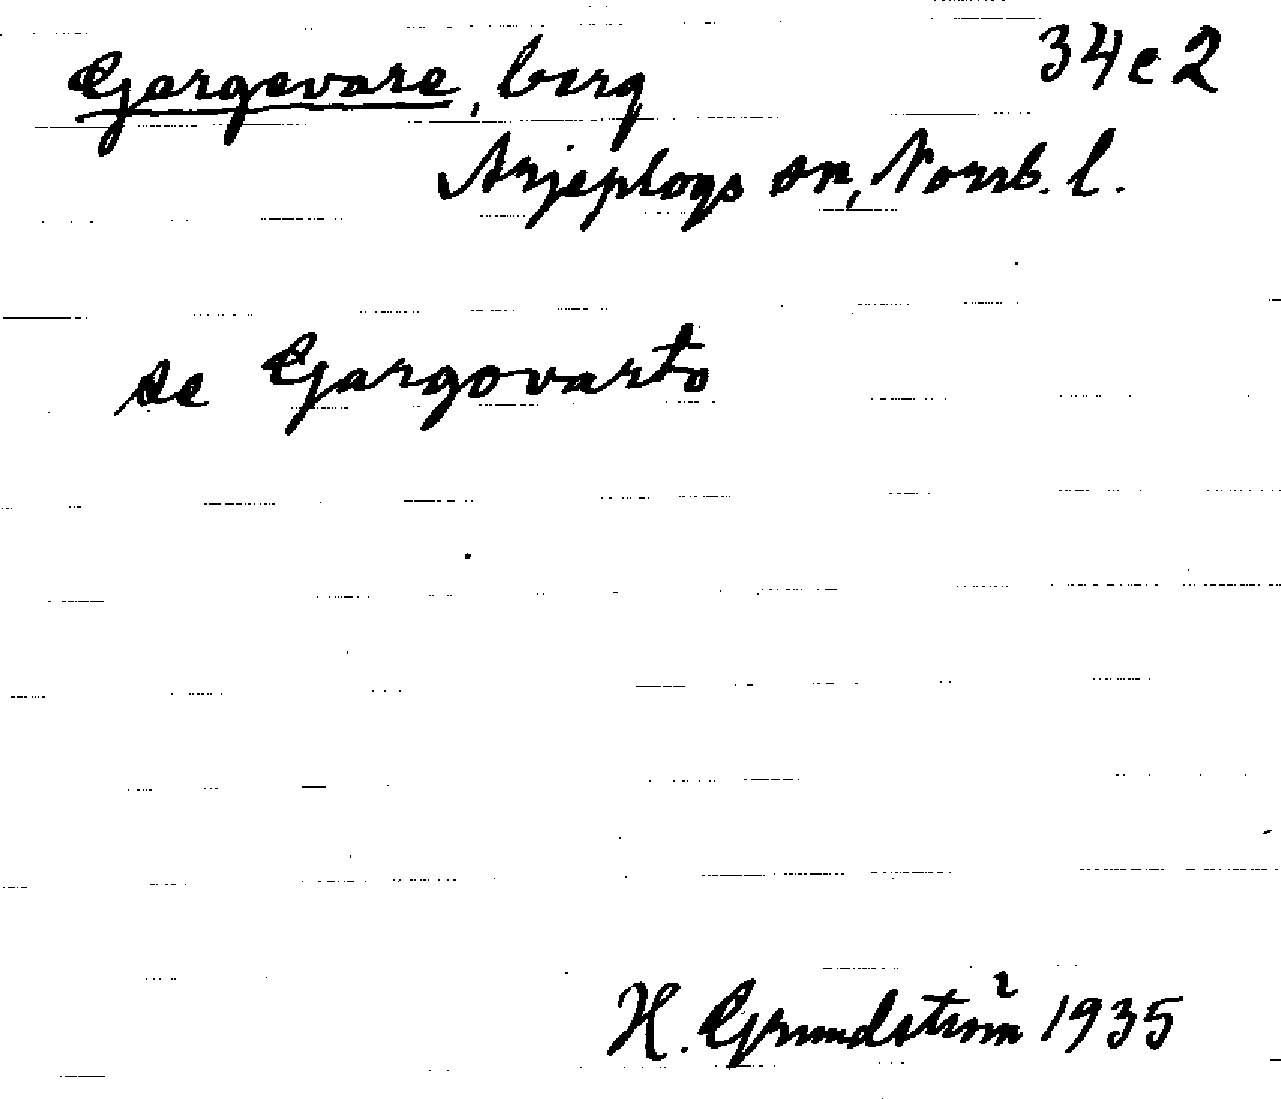 Gargevare, berg 34c2
Arjeplogs sn, Norrb. l.
se Gargovarto
H. Grundström 1935